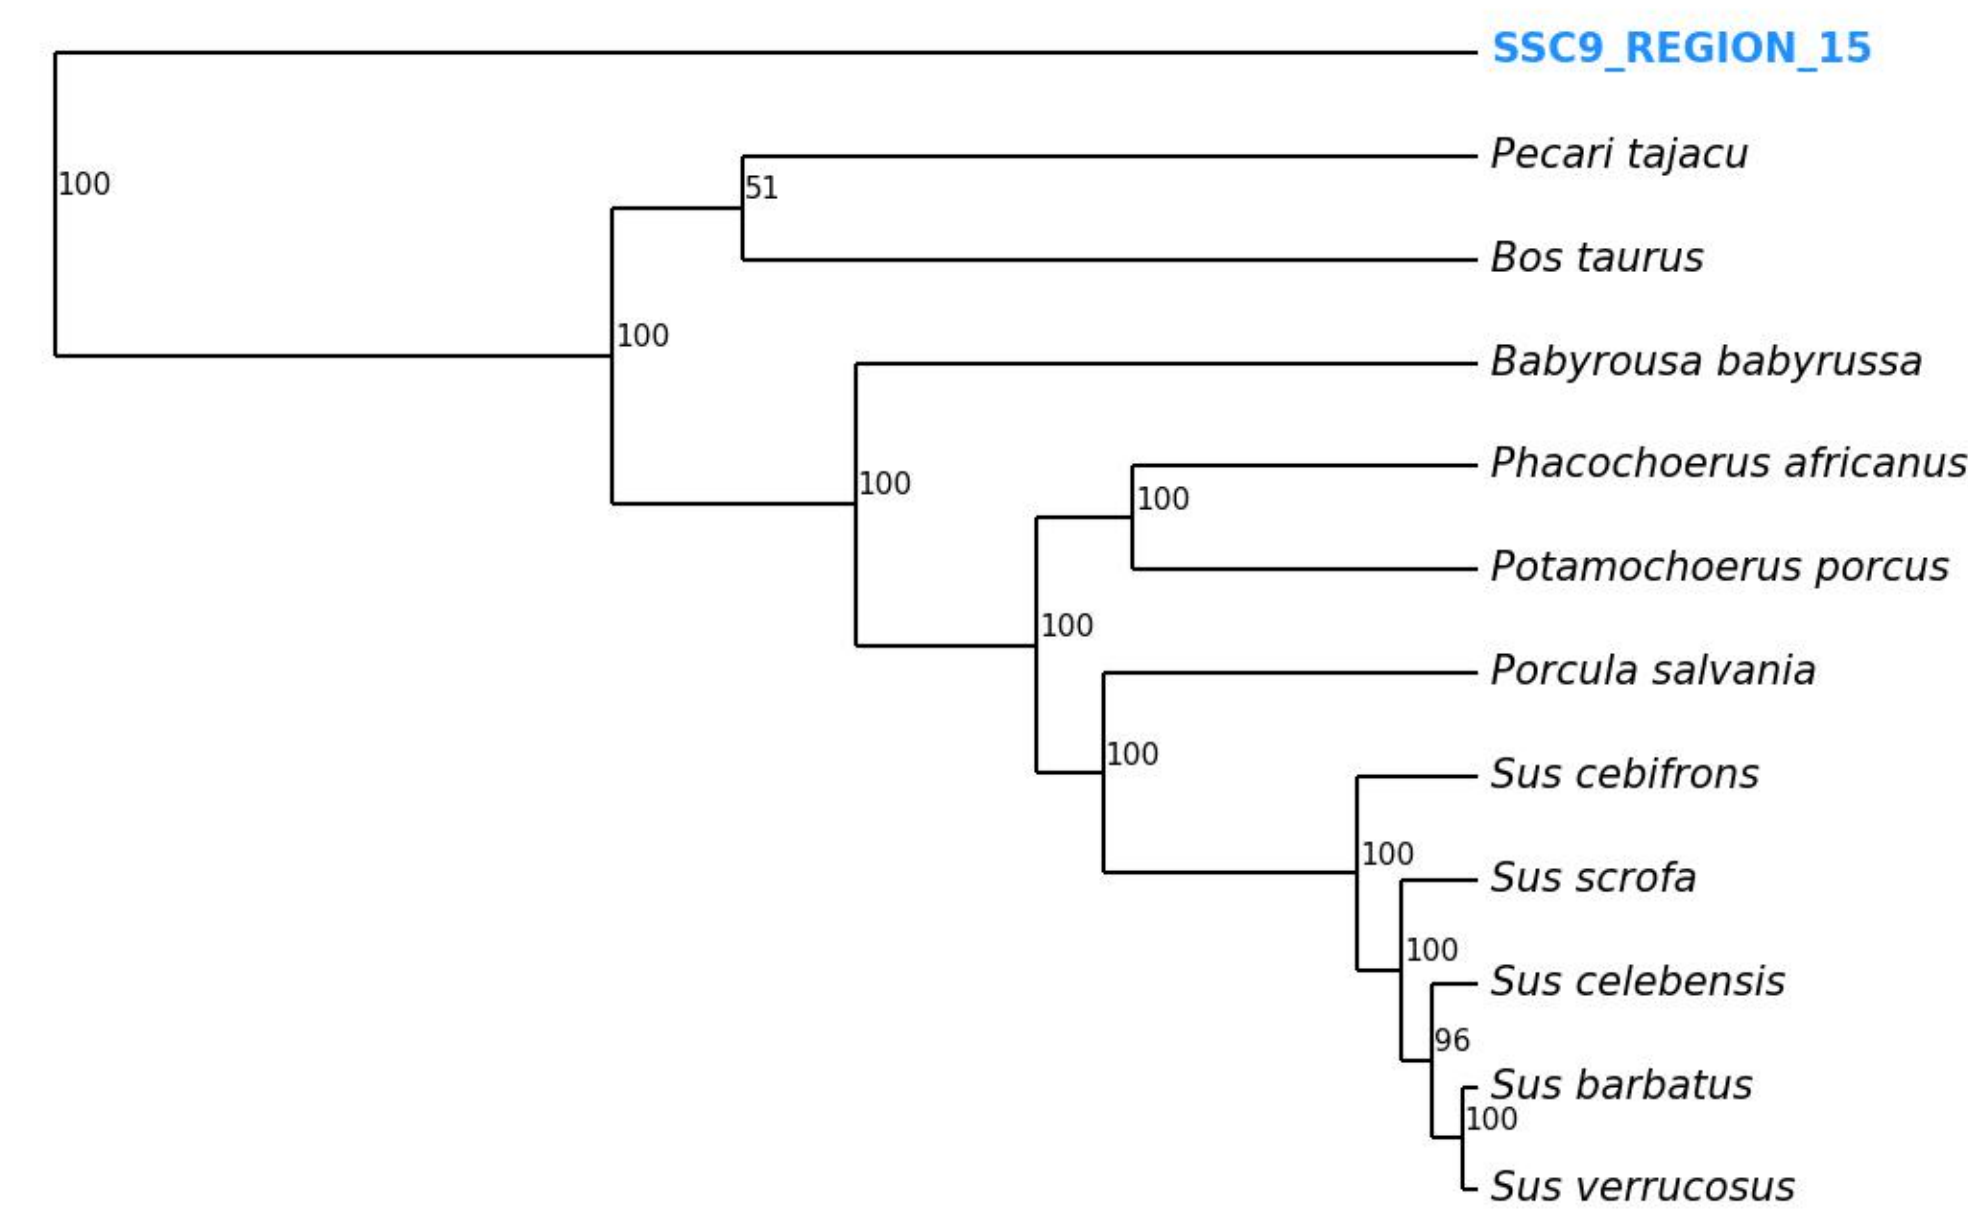 SSC9_REGION_15
Pecari tajacu
100
51
Bos taurus
100
Babyrousa babyrussa
Phacochoerus africanus
100
100
Potamochoerus porcus
100
Porcula salvania
100
Sus cebifrons
100
Sus scrofa
100
Sus celebensis
96
Sus barbatus
100
Sus verrucosus